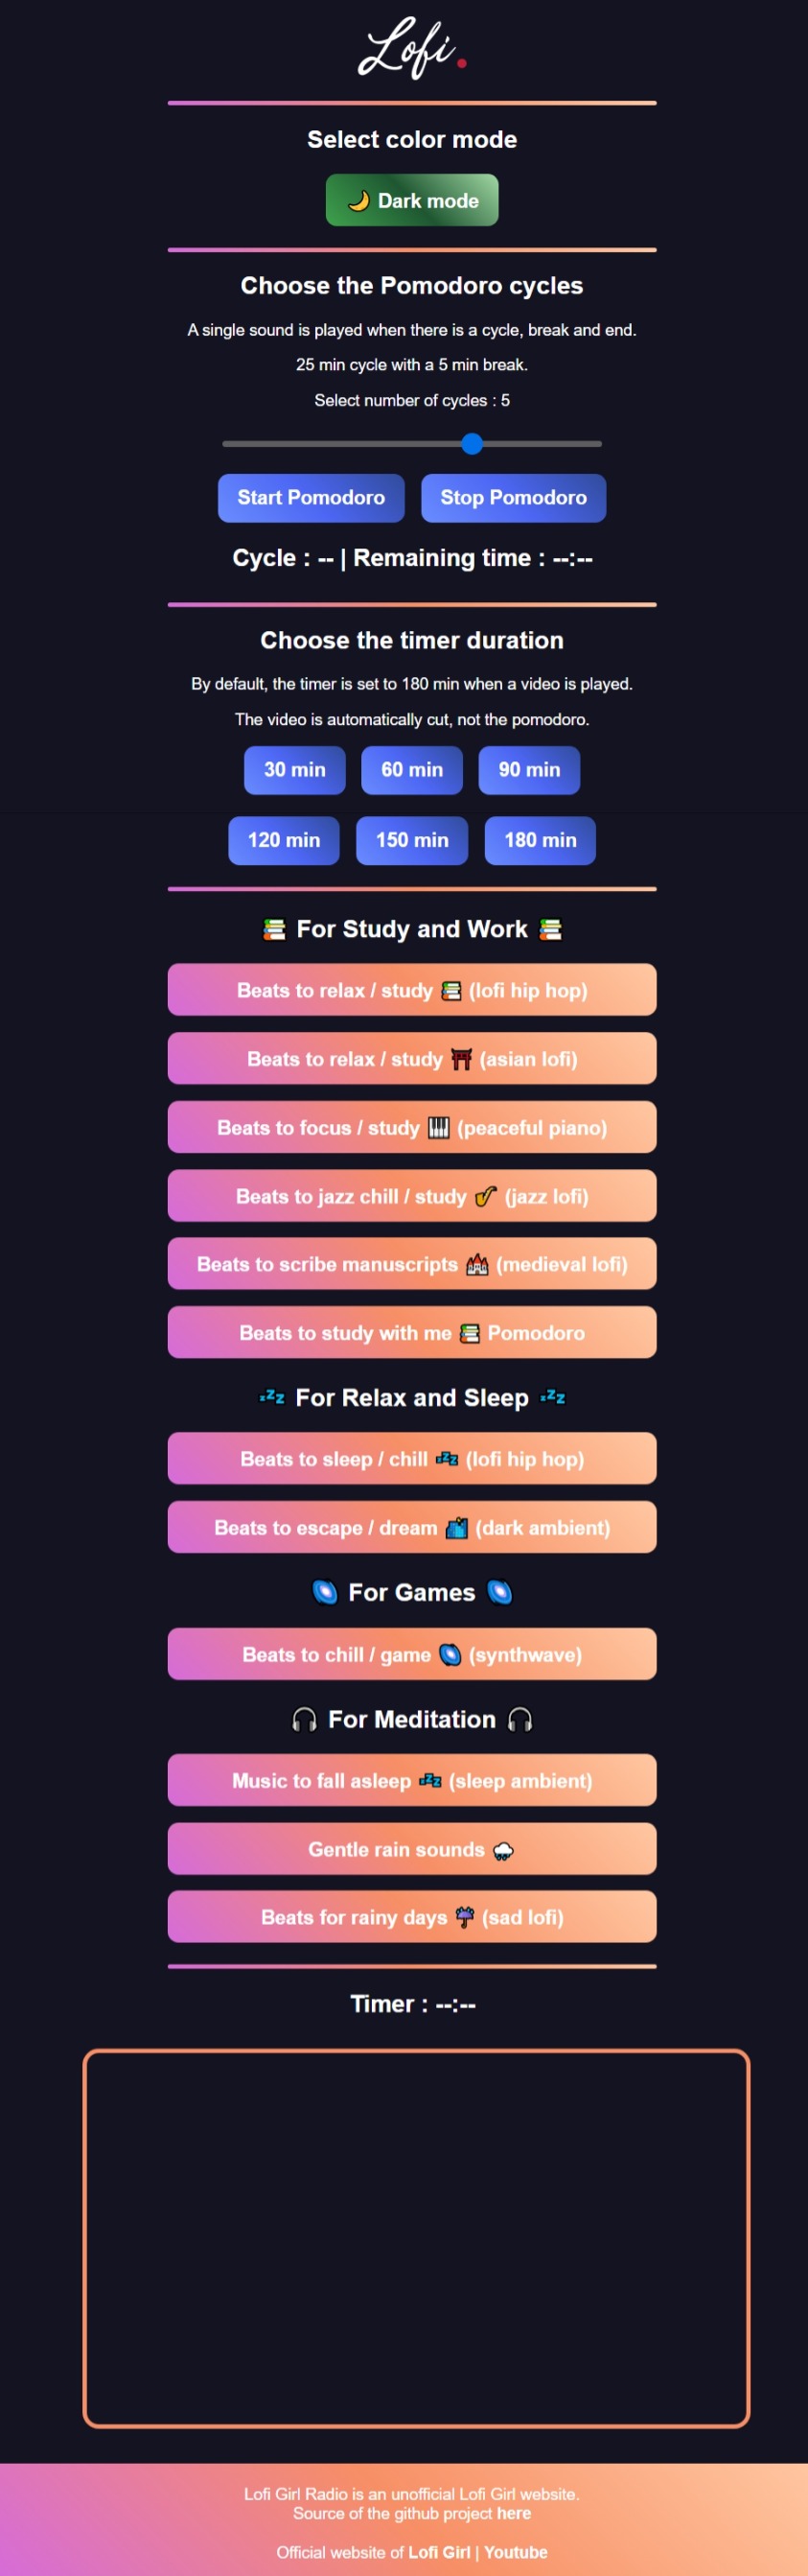 Lofi.
Select color mode
🌙 Dark mode
Choose the Pomodoro cycles
A single sound is played when there is a cycle, break and end.
25 min cycle with a 5 min break.
Select number of cycles : 5
Start Pomodoro Stop Pomodoro
Cycle : -- | Remaining time : --:--
Choose the timer duration
By default, the timer is set to 180 min when a video is played.
The video is automatically cut, not the pomodoro.
30 min 60 min 90 min
120 min 150 min 180 min
📚 For Study and Work 📚
Beats to relax / study 📚 (lofi hip hop)
Beats to relax / study ⛩️ (asian lofi)
Beats to focus / study 🎹 (peaceful piano)
Beats to jazz chill / study 🎷 (jazz lofi)
Beats to scribe manuscripts 🏰 (medieval lofi)
Beats to study with me 📚 Pomodoro
💤 For Relax and Sleep 💤
Beats to sleep / chill 💤 (lofi hip hop)
Beats to escape / dream 🌃 (dark ambient)
🌌 For Games 🌌
Beats to chill / game 🌌 (synthwave)
🎧 For Meditation 🎧
Music to fall asleep 💤 (sleep ambient)
Gentle rain sounds 🌧️
Beats for rainy days ☔ (sad lofi)
Timer : --:--
Lofi Girl Radio is an unofficial Lofi Girl website.
Source of the github project here
Official website of Lofi Girl | Youtube